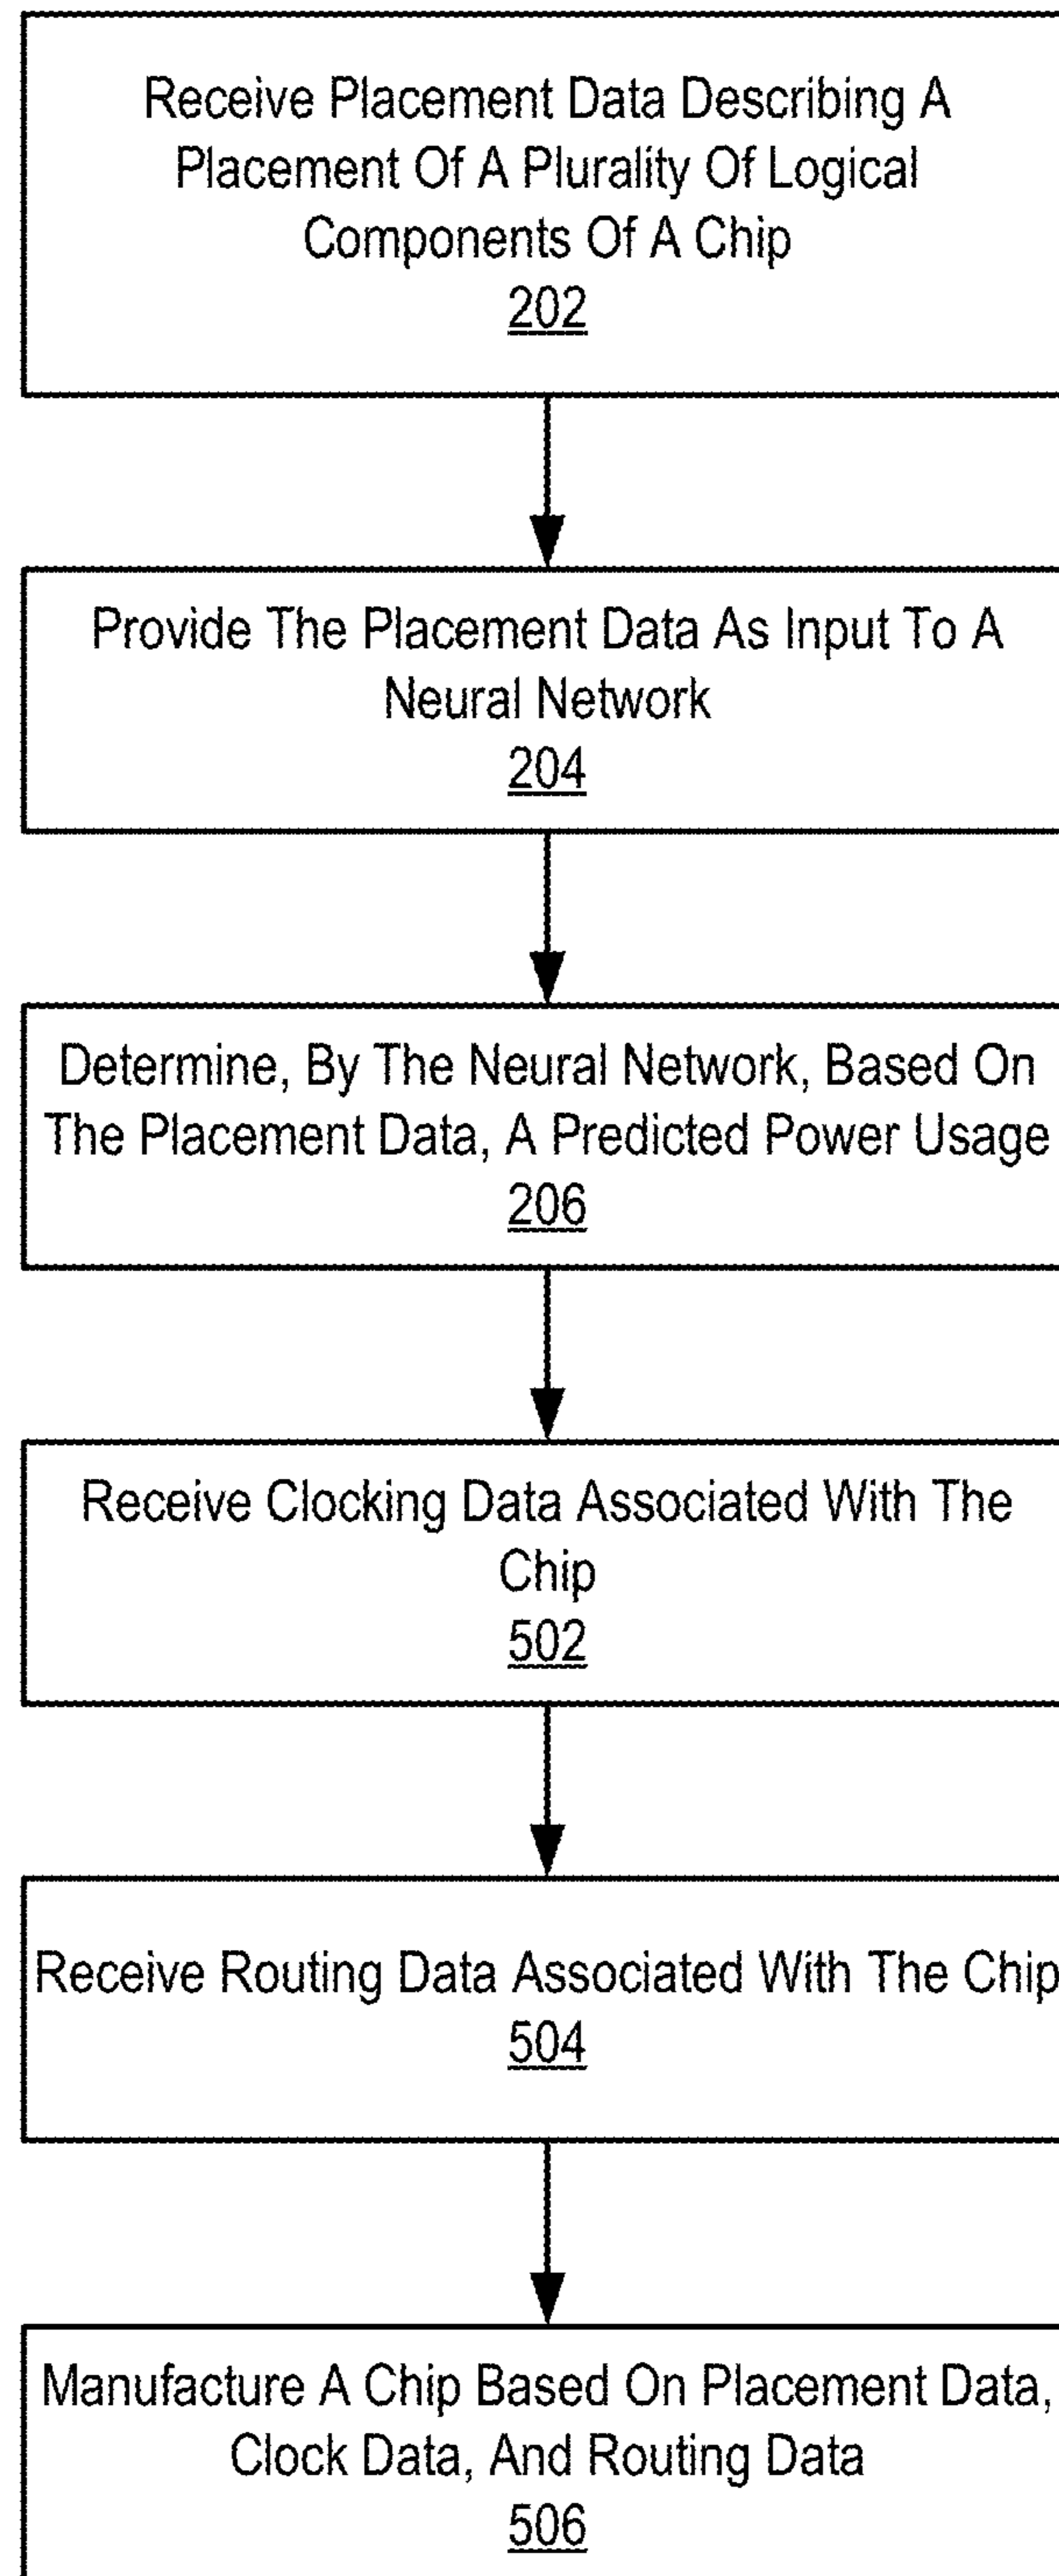 Receive Placement Data Describing A
Placement Of A Plurality Of Logical
Components Of A Chip
202
Provide The Placement Data As Input To A
Neural Network
204
Determine, By The Neural Network, Based On
The Placement Data, A Predicted Power Usage
206
Receive Clocking Data Associated With The
Chip
502
Receive Routing Data Associated With The Chip
504
Manufacture A Chip Based On Placement Data,
Clock Data, And Routing Data
506